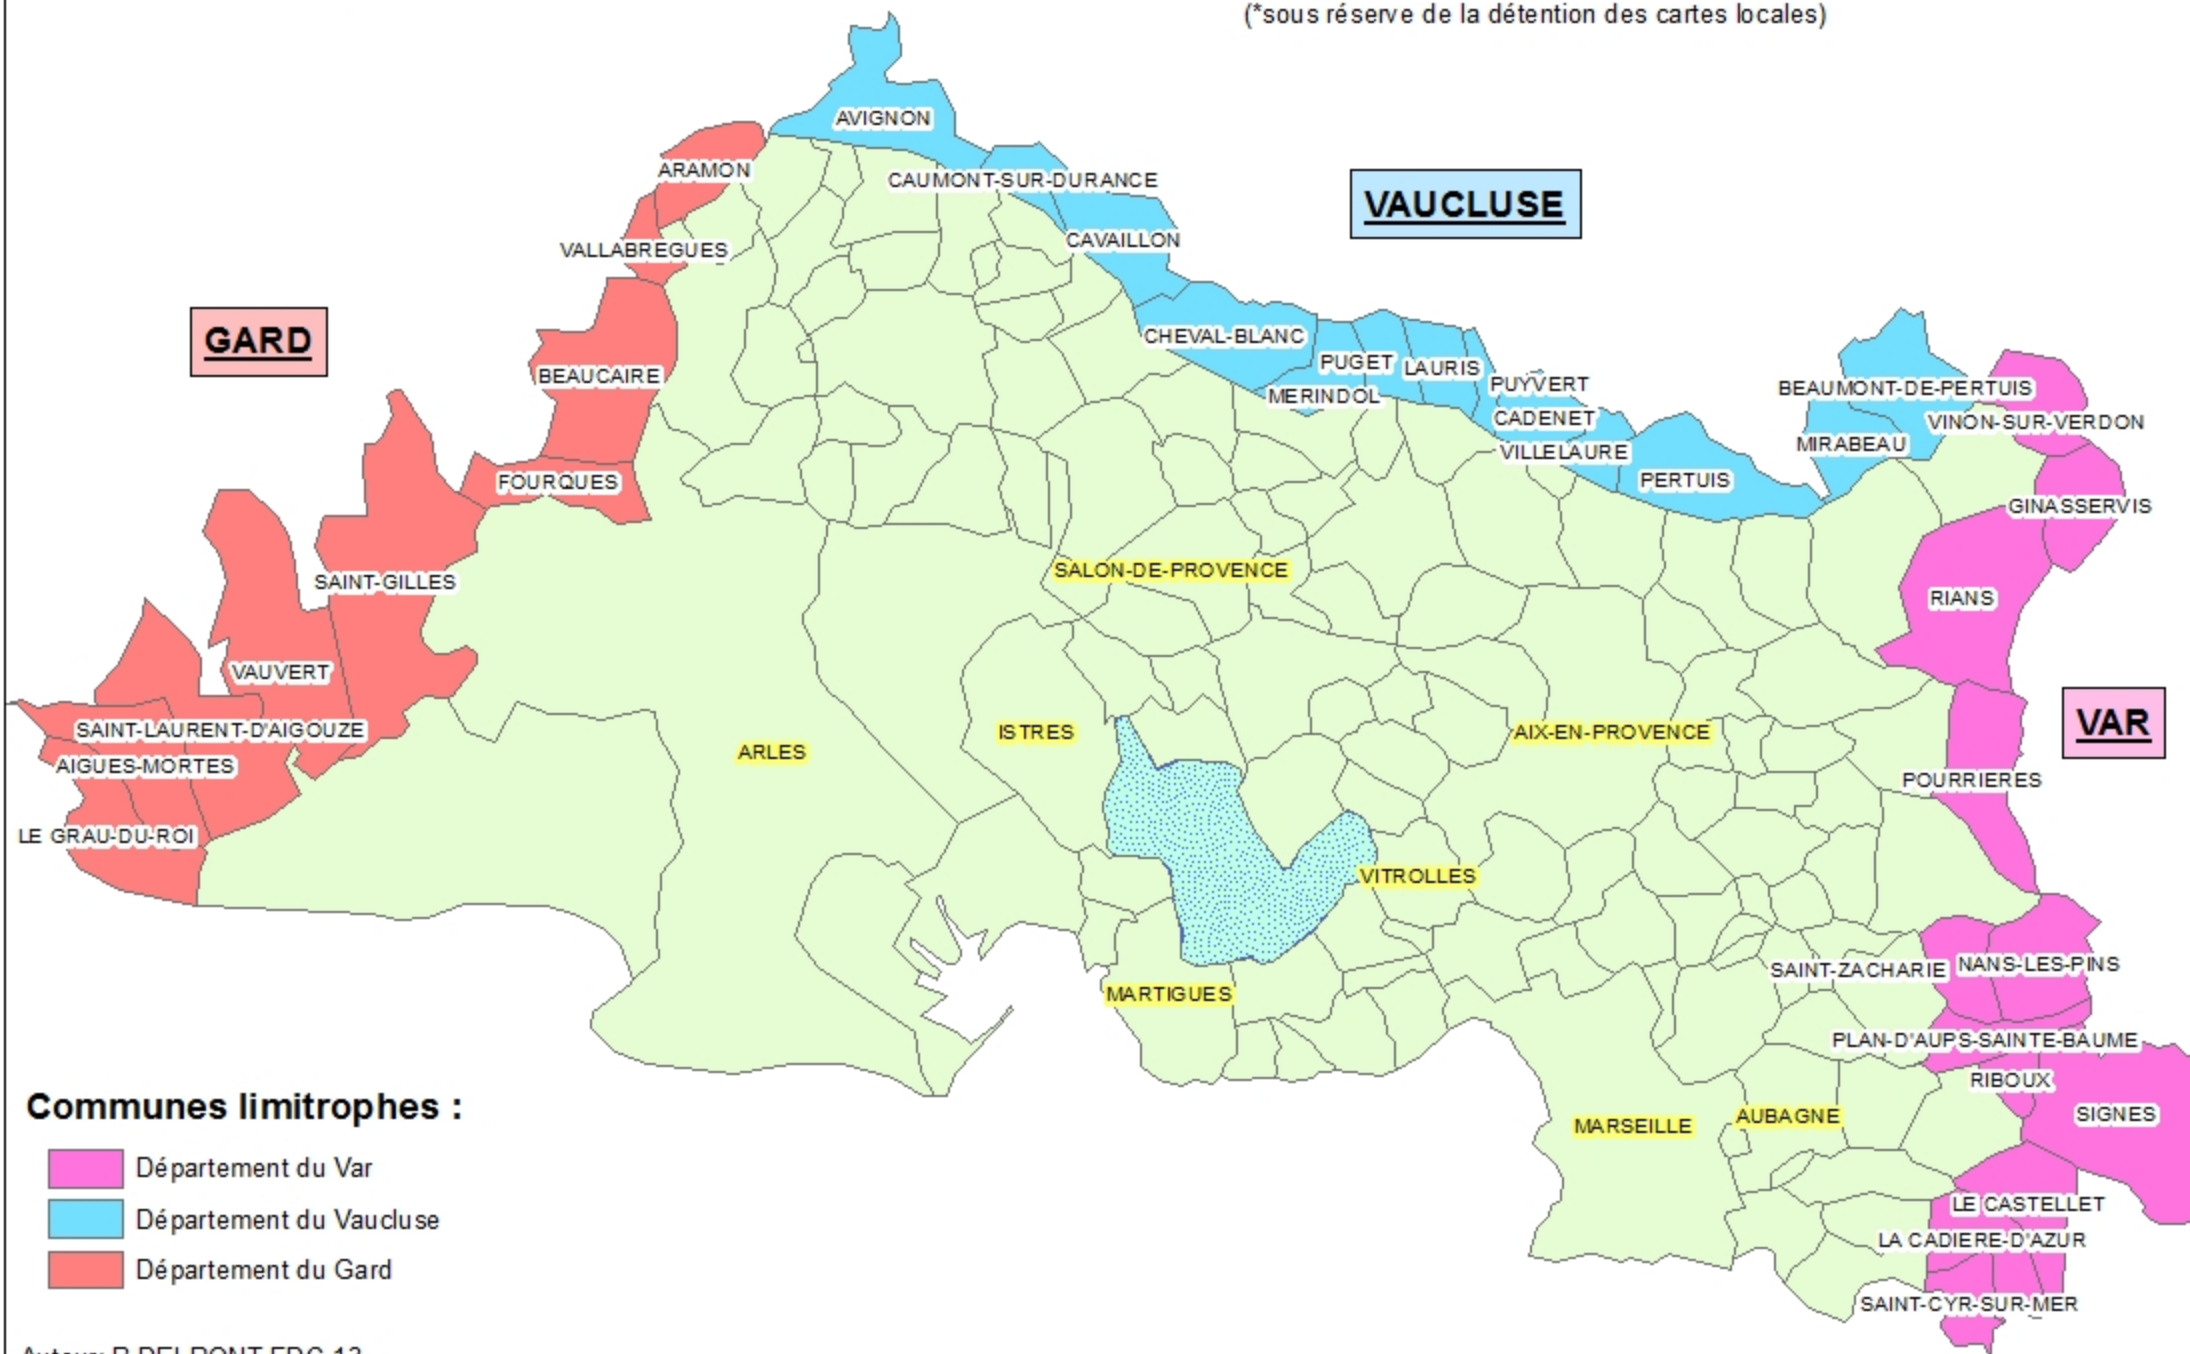 (*sous réserve de la détention des cartes locales)
AVIGNON
ARAMON
CAUMONT-SUR-DURANCE
VAUCLUSE
VALLABREGUES
CAVAILLON
GARD
CHEVAL-BLANC
PUGET
LAURIS
BEAUCAIRE
PUYVERT
MERINDOL
BEAUMONT-DE-PERTUIS
CADENET
VINON-SUR-VERDON
MIRABEAU
VILLELAURE
FOURQUES
PERTUIS
GINASSERVIS
SALON-DE-PROVENCE
SAINT-GILLES
RIANS
VAUVERT
VAR
SAINT-LAURENT-D'AIGOUZE
ISTRES
AIX-EN-PROVENCE
ARLES
AIGUES-MORTES
POURRIERES
LE GRAU-DU-ROI
VITROLLES
SAINT-ZACHARIE
NANS-LES-PINS
MARTIGUES
PLAN-D'AUPS-SAINTE-BAUME
RIBOUX
SIGNES
AUBAGNE
MARSEILLE
LE CASTELLET
LA CADIERE-D'AZUR
SAINT-CYR-SUR-MER
Communes limitrophes :
Département du Var
Département du Vaucluse
Département du Gard